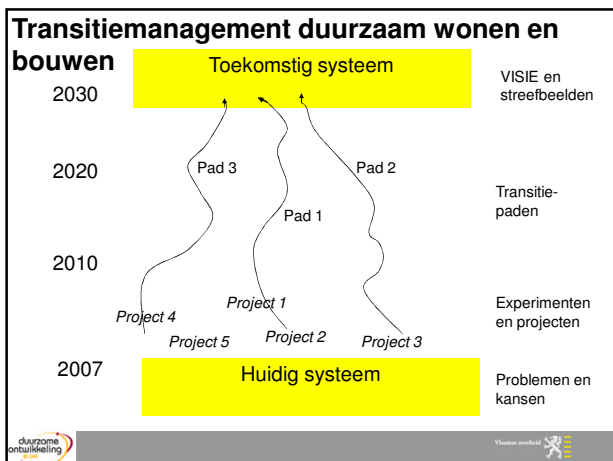 Transitiemanagement duurzaam wonen en
bouwen
Toekomstig systeem
VISIE en
streefbeelden
2030
2020
Pad 3
Pad 2
Pad 1
Transitie-
paden
2010
Project 4
Project 1
Experimenten
en projecten
Project 5
Project 2
Project 3
2007
Huidig systeem
Problemen en
kansen
duurzame
ontwikkeling
Vlaamse overheid